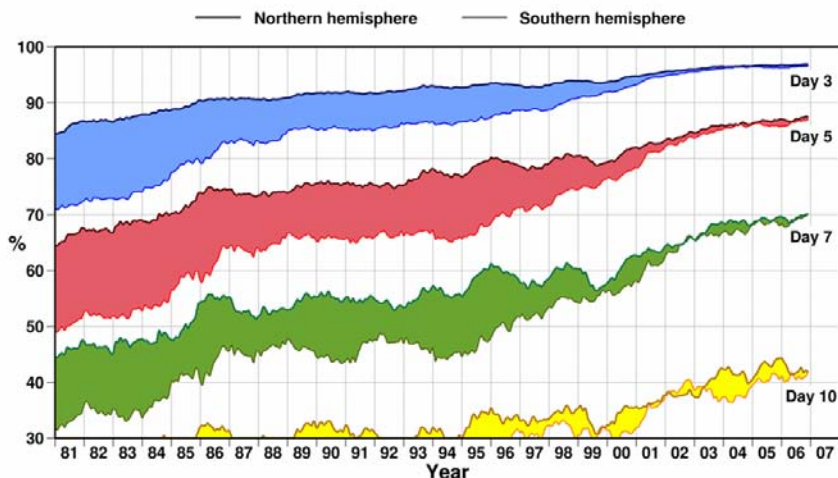 Northern hemisphere Southern hemisphere
100
90
80
70
60
50
40
30
%
Day 3
Day 5
Day 7
Day 10
81 82 83 84 85 86 87 88 89 90 91 92 93 94 95 96 97 98 99 00 01 02 03 04 05 06 07
Year